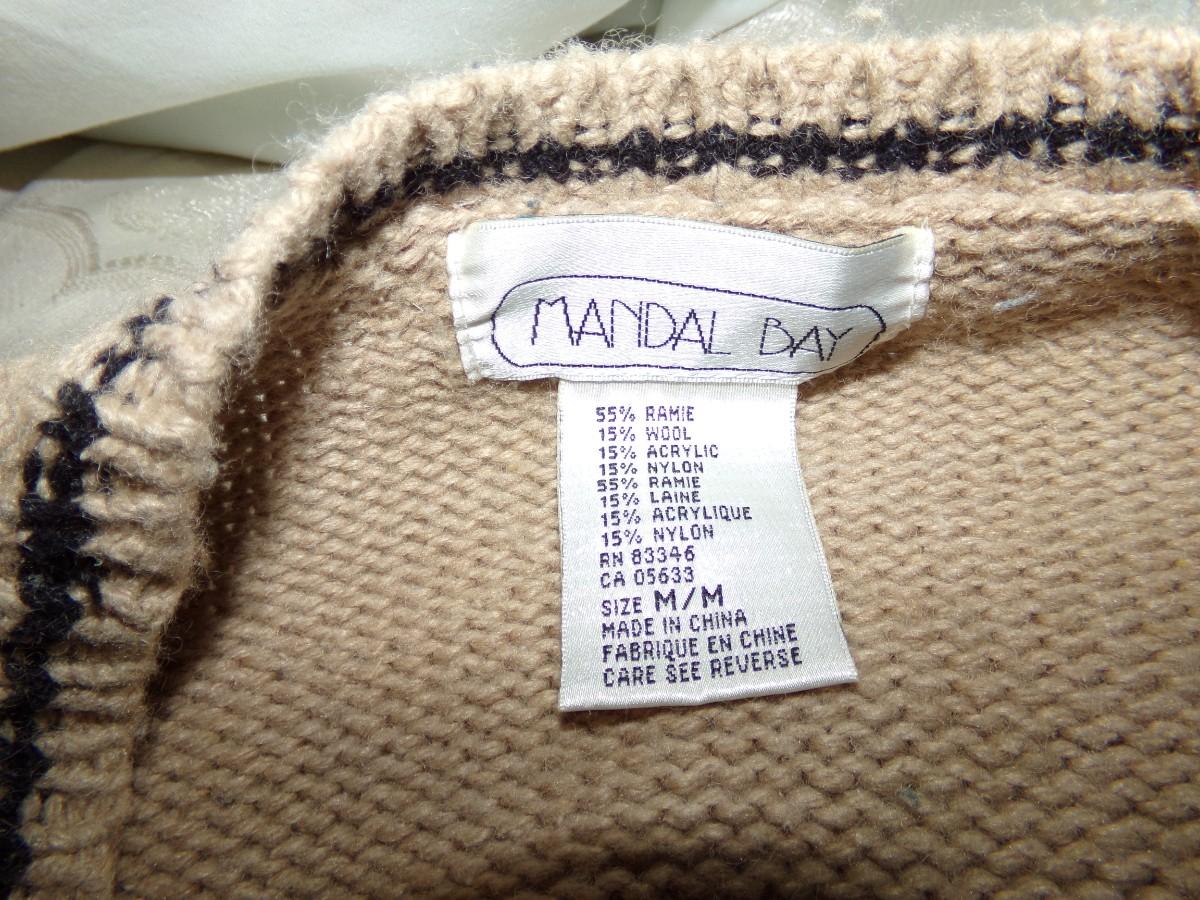 MANDAL BAY
55% RAMIE
15% WOOL
15% ACRYLIC
15% NYLON
55% RAMIE
15% LAINE
15% ACRYLIQUE
15% NYLON
RN 83346
CA 05633
SIZE M/M
MADE IN CHINA
FABRIQUE EN CHINE
CARE SEE REVERSE